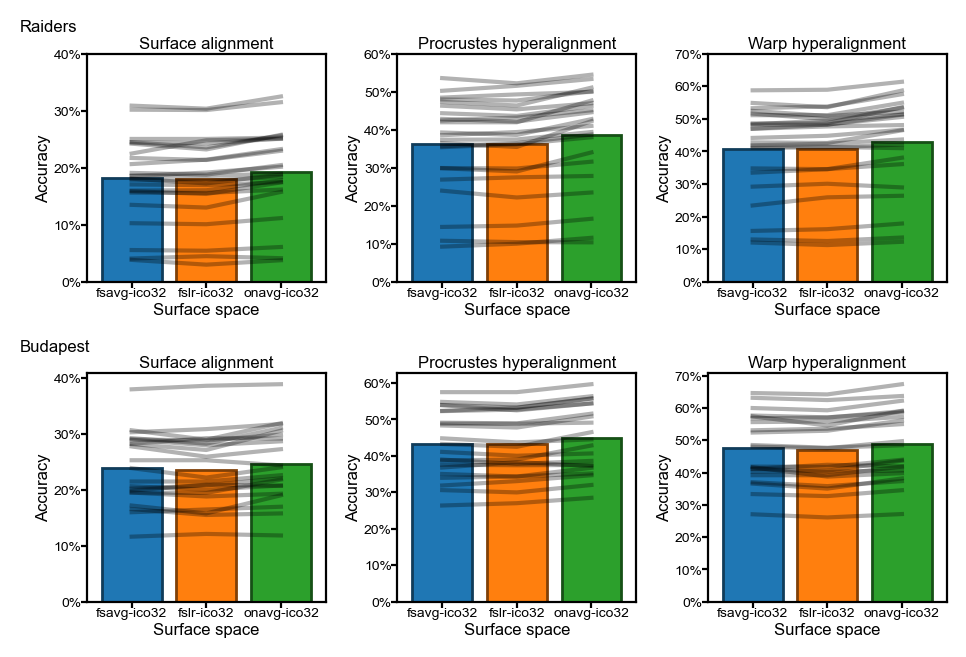 Raiders
Surface alignment
Procrustes hyperalignment
Warp hyperalignment
40%
30%
20%
10%
0%
Accuracy
fsavg-ico32 fslr-ico32 onavg-ico32
Surface space
60%
50%
40%
30%
20%
10%
0%
Accuracy
fsavg-ico32 fslr-ico32 onavg-ico32
Surface space
70%
60%
50%
40%
30%
20%
10%
0%
Accuracy
fsavg-ico32 fslr-ico32 onavg-ico32
Surface space
Budapest
Surface alignment
Procrustes hyperalignment
Warp hyperalignment
40%
30%
20%
10%
0%
Accuracy
fsavg-ico32 fslr-ico32 onavg-ico32
Surface space
60%
50%
40%
30%
20%
10%
0%
Accuracy
fsavg-ico32 fslr-ico32 onavg-ico32
Surface space
70%
60%
50%
40%
30%
20%
10%
0%
Accuracy
fsavg-ico32 fslr-ico32 onavg-ico32
Surface space